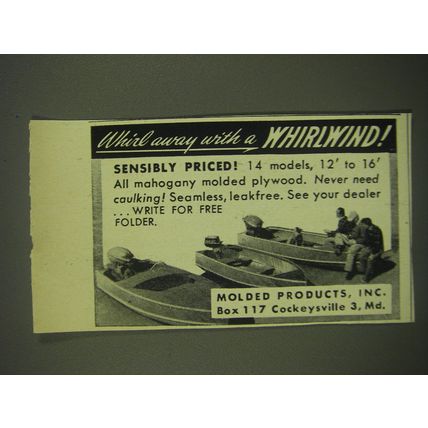 Whirl away with a WHIRLWIND!
SENSIBLY PRICED! 14 models, 12' to 16'
All mahogany molded plywood. Never need
caulking! Seamless, leakfree. See your dealer
... WRITE FOR FREE
FOLDER.
MOLDED PRODUCTS, INC.
Box 117 Cockeysville 3, Md.